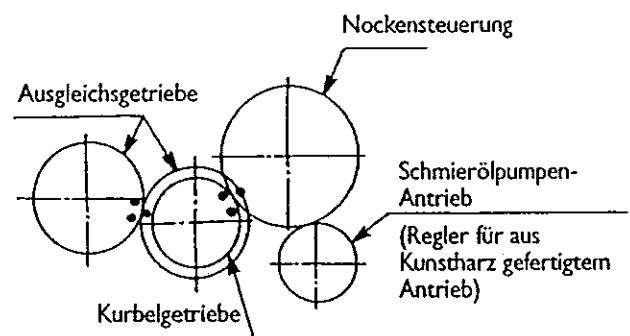 Nockensteuerung
Ausgleichsgetriebe
Schmierölpumpen-
Antrieb
(Regler für aus
Kunstharz gefertigtem
Antrieb)
Kurbelgetriebe